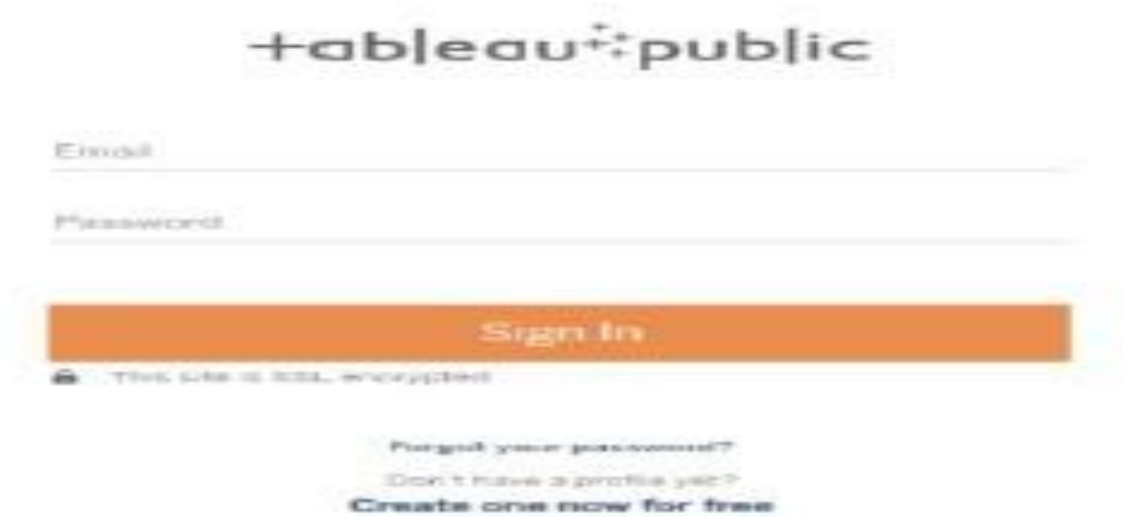 +ableau public
Email
Password
Sign In
This site is SSL encrypted
Forgot your password?
Don't have a profile yet?
Create one now for free